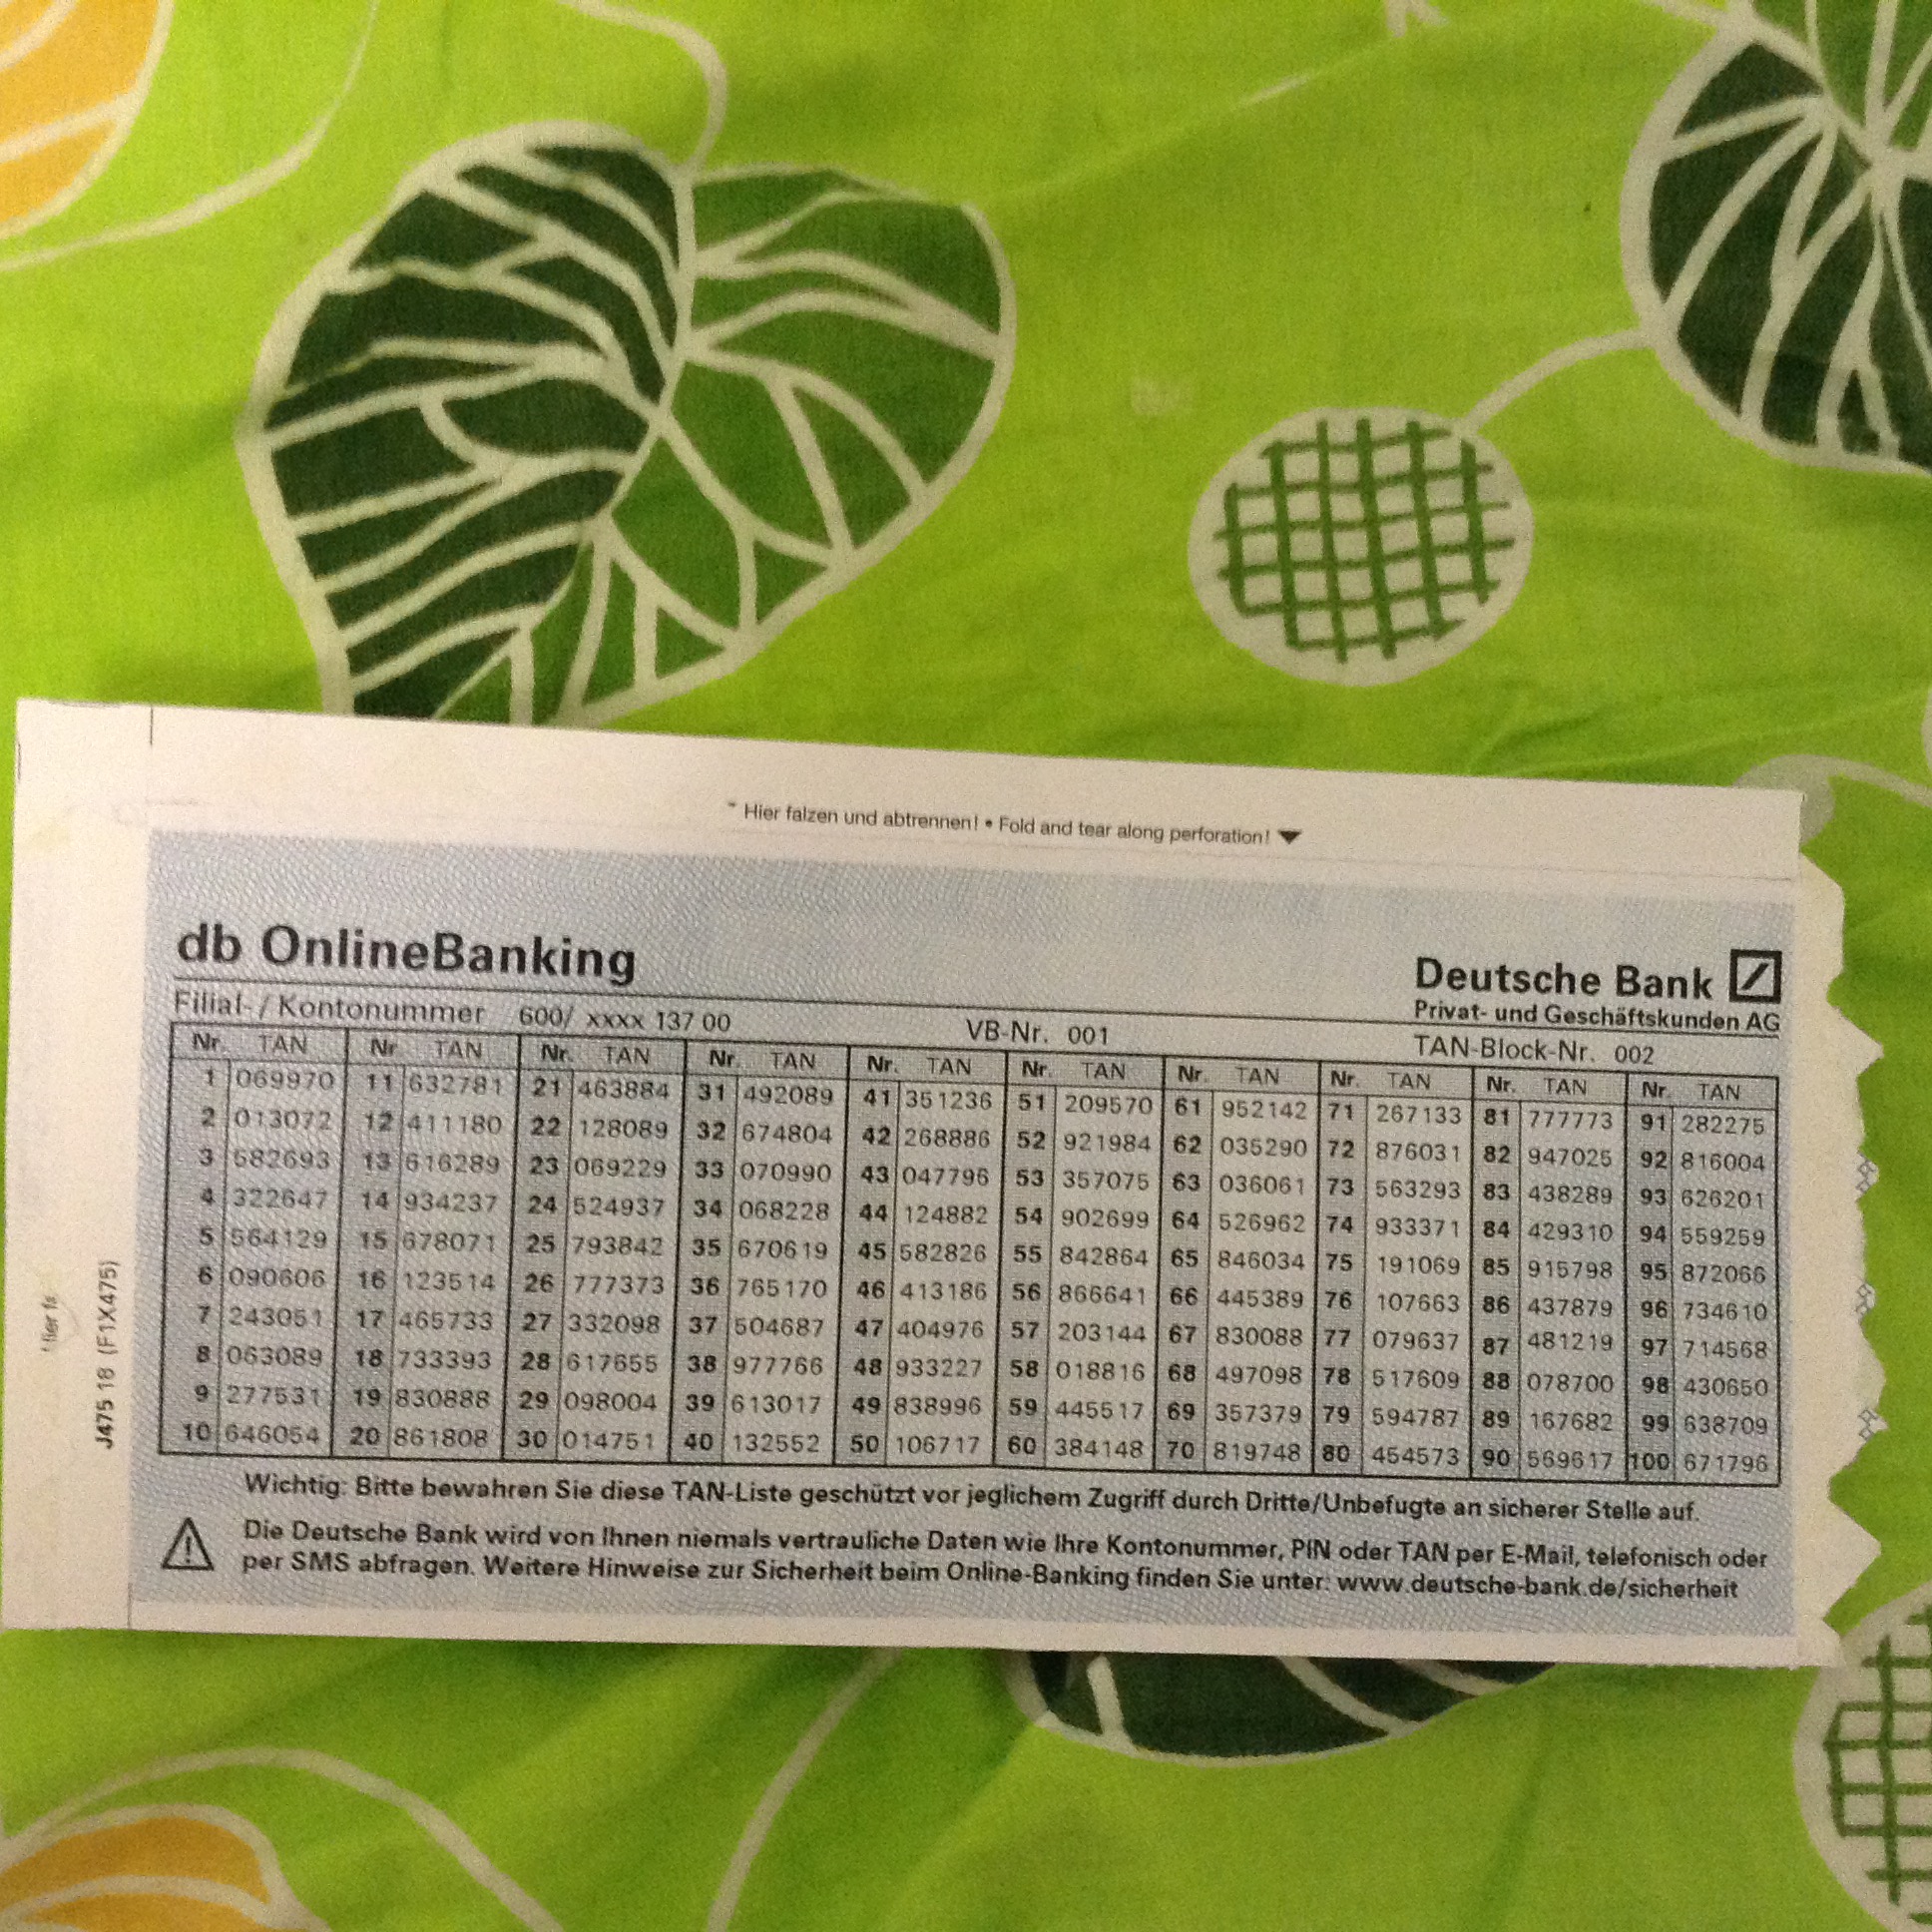 Hier falzen und abtrennen! • Fold and tear along perforation!
db OnlineBanking
Deutsche Bank
Privat- und Geschäftskunden AG
Filial- / Kontonummer 600/ xxxx 137 00 VB-Nr. 001 TAN-Block-Nr. 002
Nr. TAN Nr. TAN Nr. TAN Nr. TAN Nr. TAN Nr. TAN Nr. TAN Nr. TAN Nr. TAN Nr. TAN
1 069970 11 632781 21 463884 31 492089 41 351236 51 209570 61 952142 71 267133 81 777773 91 282275
2 013072 12 411180 22 128089 32 674804 42 268886 52 921984 62 035290 72 876031 82 947025 92 816004
3 582693 13 616289 23 069229 33 070990 43 047796 53 357075 63 036061 73 563293 83 438289 93 626201
4 322647 14 934237 24 524937 34 068228 44 124882 54 902699 64 526962 74 933371 84 429310 94 559259
5 564129 15 678071 25 793842 35 670619 45 582826 55 842864 65 846034 75 191069 85 915798 95 872066
6 090606 16 123514 26 777373 36 765170 46 413186 56 866641 66 445389 76 107663 86 437879 96 734610
7 243051 17 465733 27 332098 37 504687 47 404976 57 203144 67 830088 77 079637 87 481219 97 714568
8 063089 18 733393 28 617655 38 977766 48 933227 58 018816 68 497098 78 517609 88 078700 98 430650
9 277531 19 830888 29 098004 39 613017 49 838996 59 445517 69 357379 79 594787 89 167682 99 638709
10 646054 20 861808 30 014751 40 132552 50 106717 60 384148 70 819748 80 454573 90 569617 100 671796
Wichtig: Bitte bewahren Sie diese TAN-Liste geschützt vor jeglichem Zugriff durch Dritte/Unbefugte an sicherer Stelle auf.
Die Deutsche Bank wird von Ihnen niemals vertrauliche Daten wie Ihre Kontonummer, PIN oder TAN per E-Mail, telefonisch oder
per SMS abfragen. Weitere Hinweise zur Sicherheit beim Online-Banking finden Sie unter: www.deutsche-bank.de/sicherheit
J475 18 (F1X475)
Hier fa